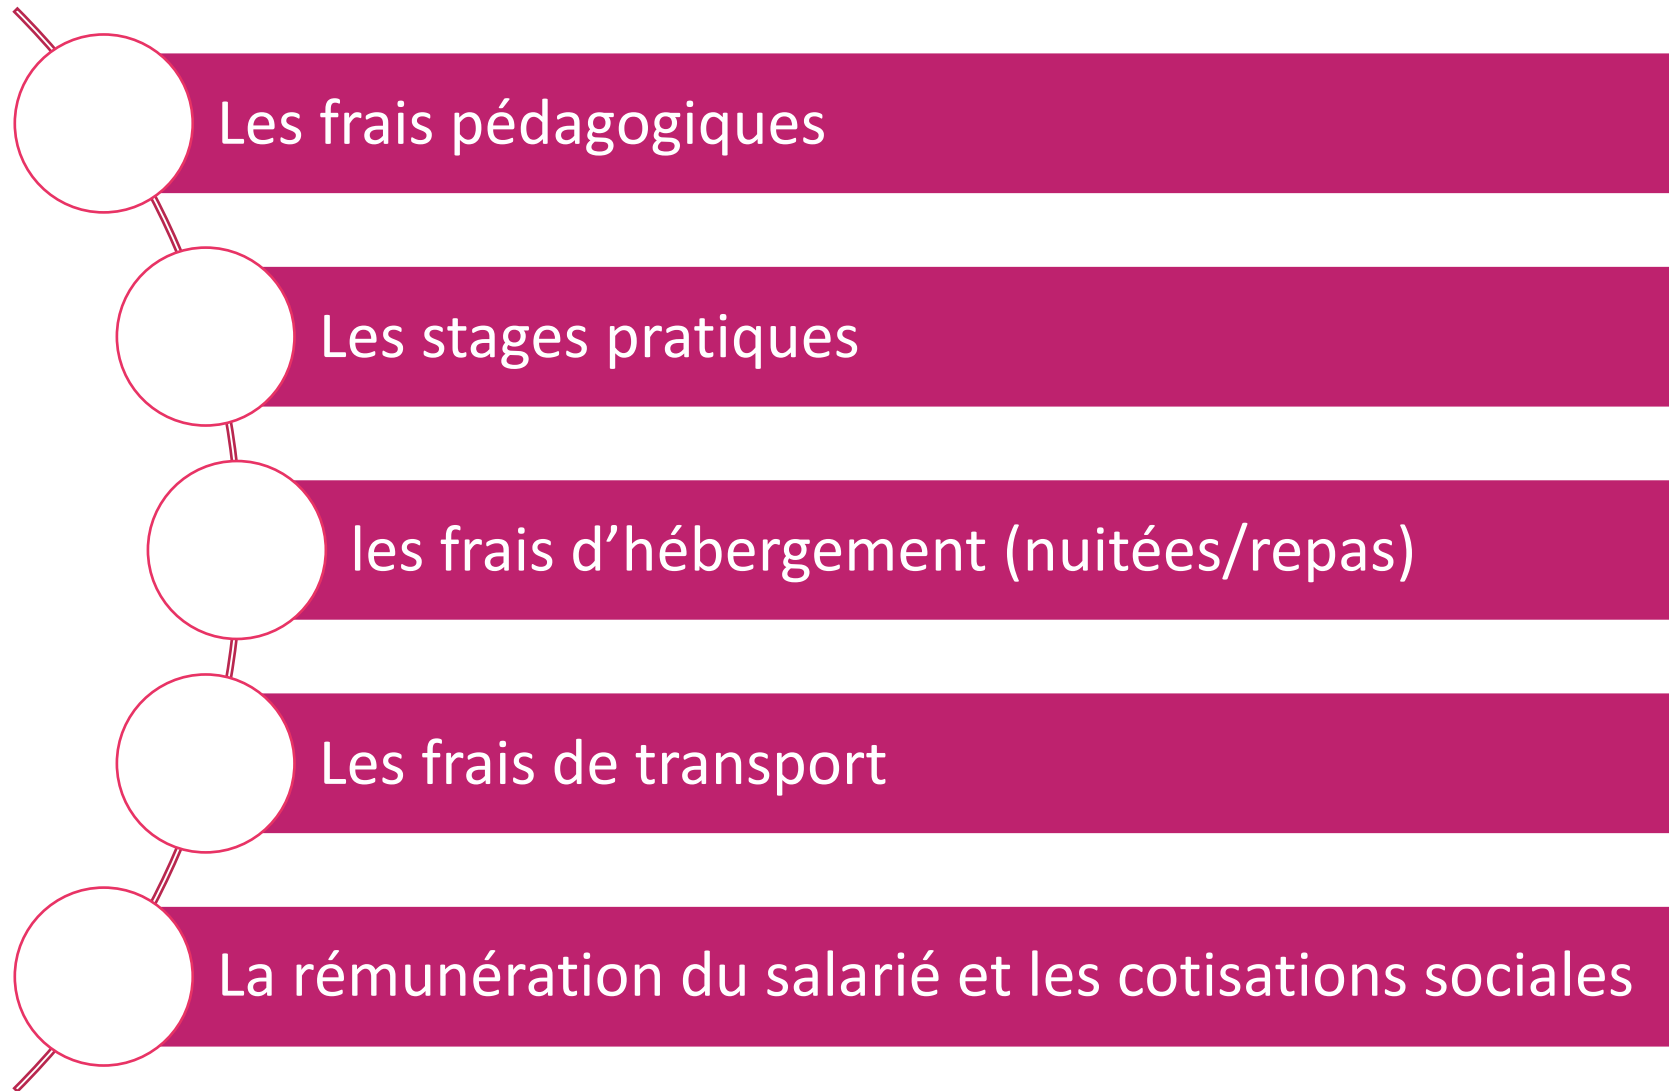 Les frais pédagogiques
Les stages pratiques
les frais d’hébergement (nuitées/repas)
Les frais de transport
La rémunération du salarié et les cotisations sociales